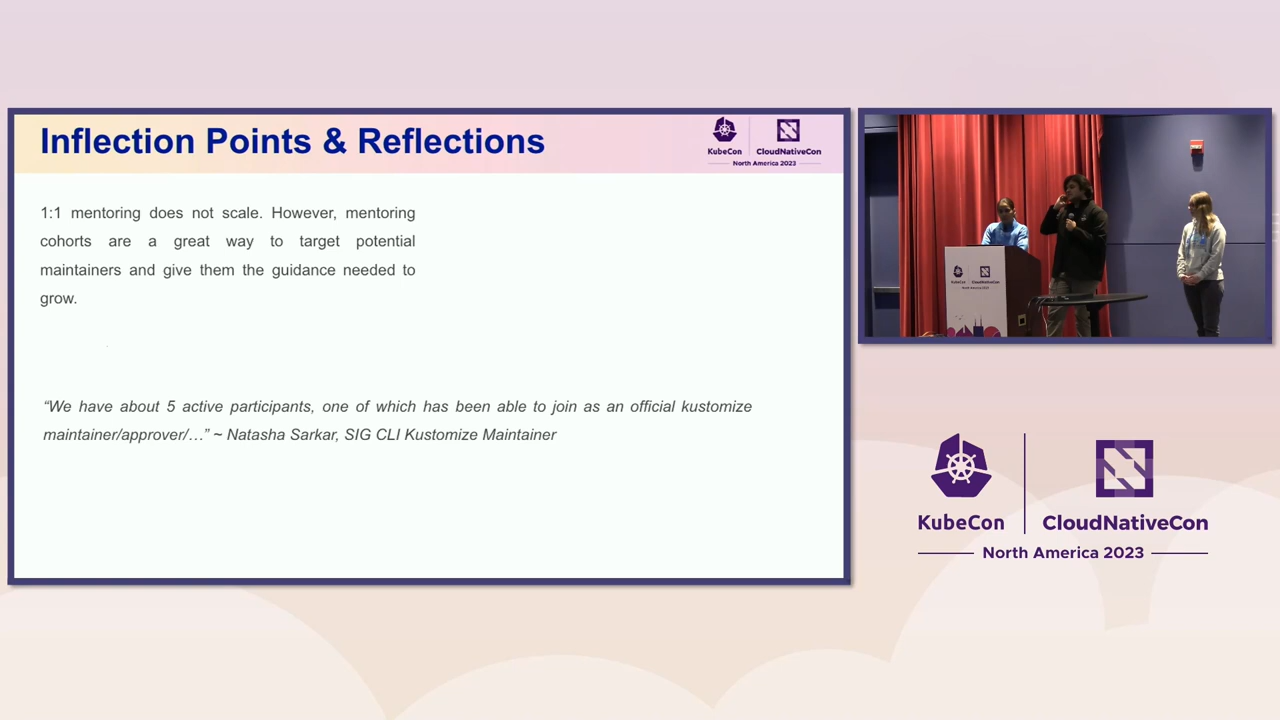 Inflection Points & Reflections
KubeCon
CloudNativeCon
North America 2023
1:1 mentoring does not scale. However, mentoring
cohorts are a great way to target potential
maintainers and give them the guidance needed to
grow.
“We have about 5 active participants, one of which has been able to join as an official kustomize
maintainer/approver/…” ~ Natasha Sarkar, SIG CLI Kustomize Maintainer
KubeCon
CloudNativeCon
North America 2023